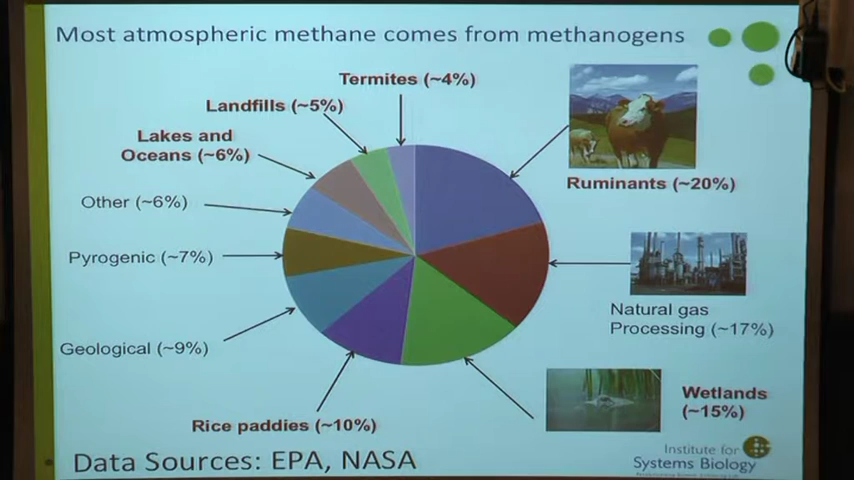 Most atmospheric methane comes from methanogens
Termites (~4%)
Landfills (~5%)
Lakes and
Oceans (~6%)
Other (~6%)
Pyrogenic (~7%)
Geological (~9%)
Rice paddies (~10%)
Ruminants (~20%)
Natural gas
Processing (~17%)
Wetlands
(~15%)
Data Sources: EPA, NASA
Institute for
Systems Biology